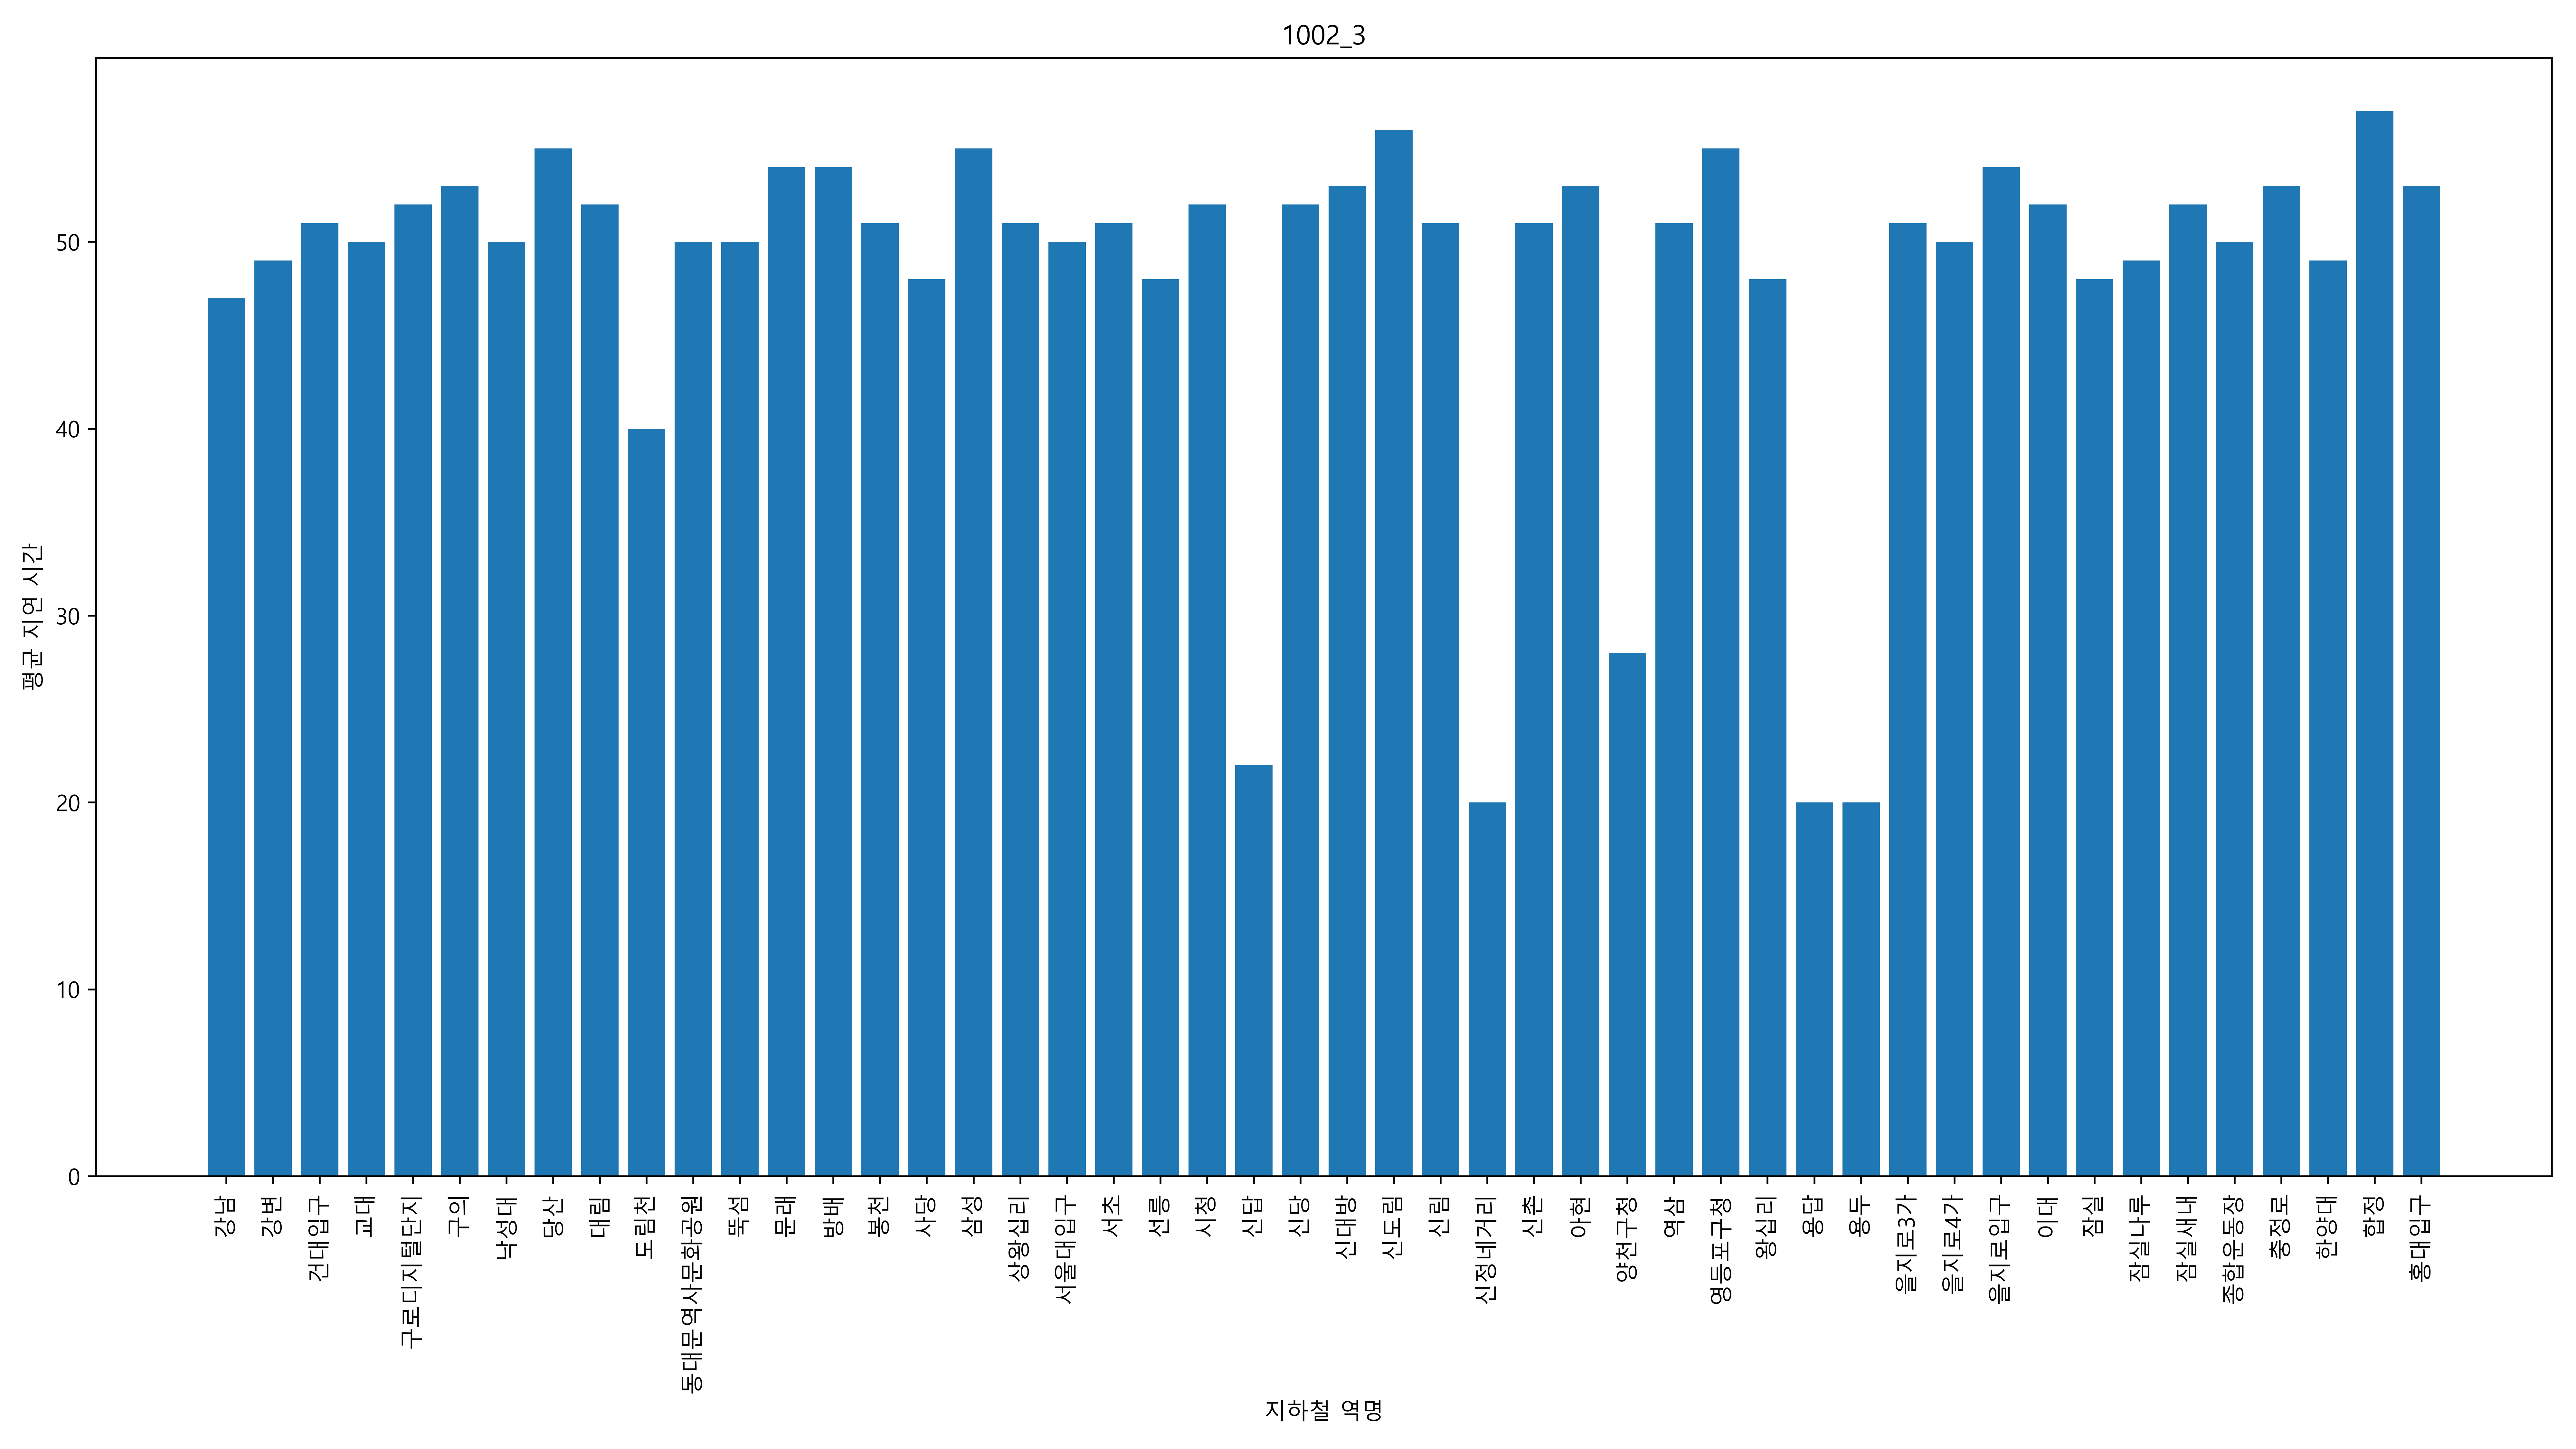 1002_3
평균 지연 시간
50
40
30
20
10
0
강남
강변
건대입구
교대
구로디지털단지
구의
낙성대
당산
대림
도림천
동대문역사문화공원
뚝섬
문래
방배
봉천
사당
삼성
상왕십리
서울대입구
서초
선릉
시청
신답
신당
신대방
신도림
신림
신정네거리
신촌
아현
양천구청
역삼
영등포구청
왕십리
용답
용두
을지로3가
을지로4가
을지로입구
이대
잠실
잠실나루
잠실새내
종합운동장
충정로
한양대
합정
홍대입구
지하철 역명